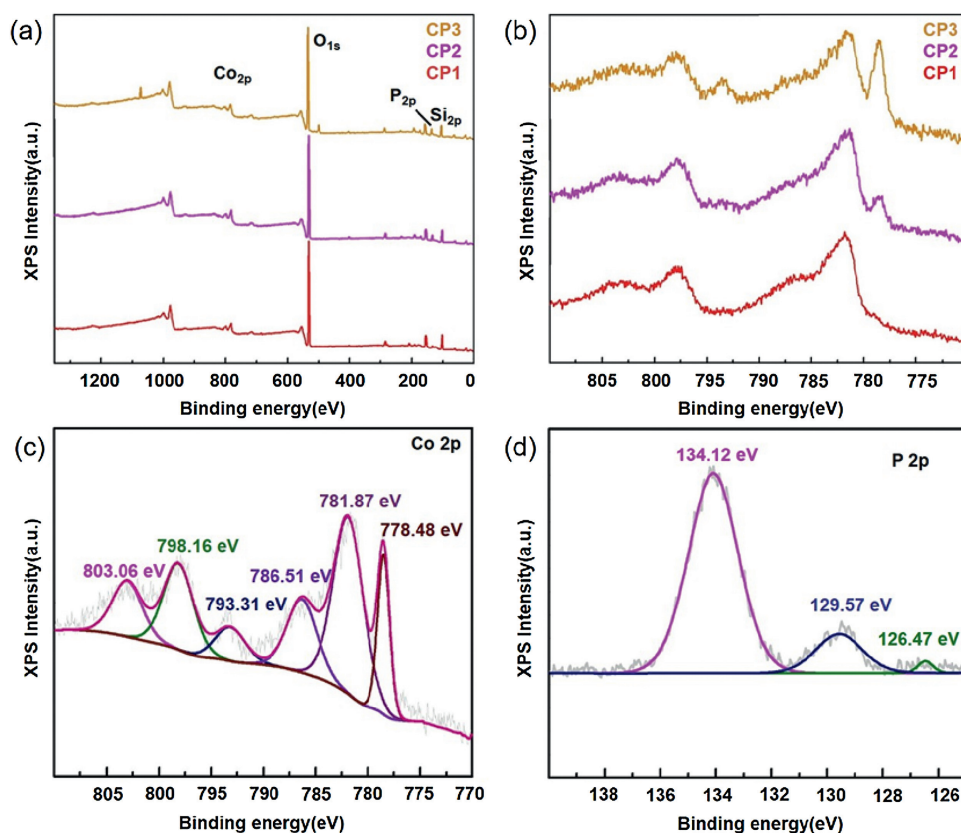 (a)
CP3
CP2
CP1
O1s
Co2p
P2p
Si2p
XPS Intensity(a.u.)
1200 1000 800 600 400 200 0
Binding energy(eV)
(b)
CP3
CP2
CP1
XPS Intensity(a.u.)
805 800 795 790 785 780 775
Binding energy(eV)
(c)
Co 2p
781.87 eV
778.48 eV
798.16 eV
803.06 eV
786.51 eV
793.31 eV
XPS Intensity(a.u.)
805 800 795 790 785 780 775 770
Binding energy(eV)
(d)
P 2p
134.12 eV
129.57 eV
126.47 eV
XPS Intensity(a.u.)
138 136 134 132 130 128 126
Binding energy(eV)